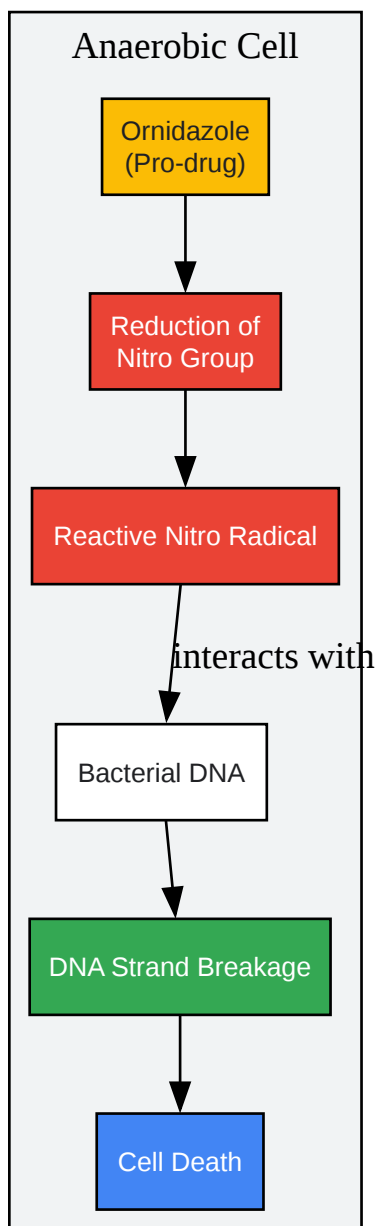 Anaerobic Cell
Ornidazole
(Pro-drug)
Reduction of
Nitro Group
Reactive Nitro Radical
interacts with
Bacterial DNA
DNA Strand Breakage
Cell Death